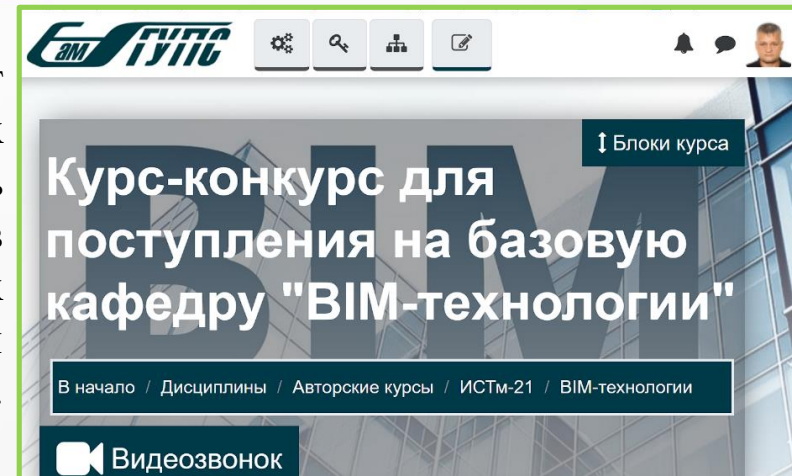 СамГУПС
Блоки курса
Курс-конкурс для
поступления на базовую
кафедру "BIM-технологии"
В начало / Дисциплины / Авторские курсы / ИСТм-21 / BIM-технологии
Видеозвонок